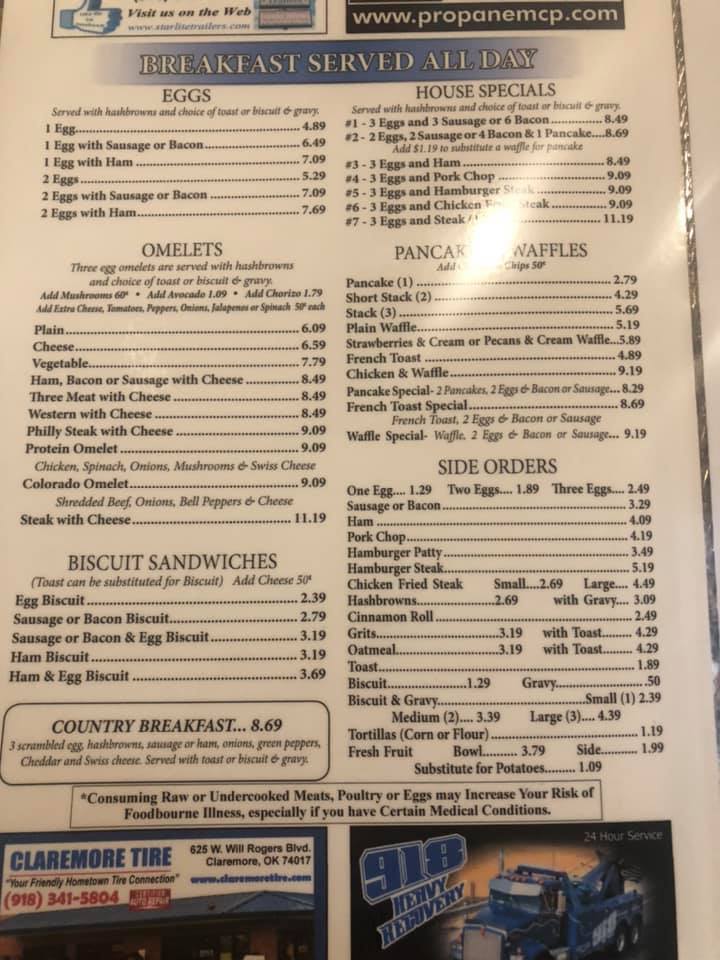 Visit us on the Web
www.starlitetrailers.com
www.propanemcp.com
BREAKFAST SERVED ALL DAY
EGGS
Served with hashbrowns and choice of toast or biscuit & gravy.
1 Egg 4.89
1 Egg with Sausage or Bacon 6.49
1 Egg with Ham 7.09
2 Eggs 5.29
2 Eggs with Sausage or Bacon 7.09
2 Eggs with Ham 7.69
OMELETS
Three egg omelets are served with hashbrowns
and choice of toast or biscuit & gravy.
Add Mushrooms 60¢ • Add Avocado 1.09 • Add Chorizo 1.79
Add Extra Cheese, Tomatoes, Peppers, Onions, Jalapenos or Spinach 50¢ each
Plain 6.09
Cheese 6.59
Vegetable 7.79
Ham, Bacon or Sausage with Cheese 8.49
Three Meat with Cheese 8.49
Western with Cheese 8.49
Philly Steak with Cheese 9.09
Protein Omelet 9.09
Chicken, Spinach, Onions, Mushrooms & Swiss Cheese
Colorado Omelet 9.09
Shredded Beef, Onions, Bell Peppers & Cheese
Steak with Cheese 11.19
BISCUIT SANDWICHES
(Toast can be substituted for Biscuit) Add Cheese 50¢
Egg Biscuit 2.39
Sausage or Bacon Biscuit 2.79
Sausage or Bacon & Egg Biscuit 3.19
Ham Biscuit 3.19
Ham & Egg Biscuit 3.69
COUNTRY BREAKFAST... 8.69
3 scrambled egg, hashbrowns, sausage or ham, onions, green peppers,
Cheddar and Swiss cheese. Served with toast or biscuit & gravy.
HOUSE SPECIALS
Served with hashbrowns and choice of toast or biscuit & gravy.
#1 - 3 Eggs and 3 Sausage or 6 Bacon 8.49
#2 - 2 Eggs, 2 Sausage or 4 Bacon & 1 Pancake....8.69
Add $1.19 to substitute a waffle for pancake
#3 - 3 Eggs and Ham 8.49
#4 - 3 Eggs and Pork Chop 9.09
#5 - 3 Eggs and Hamburger Steak 9.09
#6 - 3 Eggs and Chicken Steak 9.09
#7 - 3 Eggs and Steak 11.19
WAFFLES
Add Chips 50¢
Pancake (1) 2.79
Short Stack (2) 4.29
Stack (3) 5.69
Plain Waffle 5.19
Strawberries & Cream or Pecans & Cream Waffle...5.89
French Toast 4.89
Chicken & Waffle 9.19
Pancake Special- 2 Pancakes, 2 Eggs & Bacon or Sausage... 8.29
French Toast Special 8.69
French Toast, 2 Eggs & Bacon or Sausage
Waffle Special- Waffle, 2 Eggs & Bacon or Sausage... 9.19
SIDE ORDERS
One Egg.... 1.29 Two Eggs.... 1.89 Three Eggs.... 2.49
Sausage or Bacon 3.29
Ham 4.09
Pork Chop 4.19
Hamburger Patty 3.49
Hamburger Steak 5.19
Chicken Fried Steak Small....2.69 Large.... 4.49
Hashbrowns 2.69 with Gravy.... 3.09
Cinnamon Roll 2.49
Grits 3.19 with Toast 4.29
Oatmeal 3.19 with Toast 4.29
Toast 1.89
Biscuit 1.29 Gravy .50
Biscuit & Gravy Small (1) 2.39
Medium (2).... 3.39 Large (3).... 4.39
Tortillas (Corn or Flour) 1.19
Fresh Fruit Bowl 3.79 Side 1.99
Substitute for Potatoes 1.09
*Consuming Raw or Undercooked Meats, Poultry or Eggs may Increase Your Risk of
Foodbourne Illness, especially if you have Certain Medical Conditions.
CLAREMORE TIRE
"Your Friendly Hometown Tire Connection"
(918) 341-5804
625 W. Will Rogers Blvd.
Claremore, OK 74017
www.claremoretire.com
CERTIFIED
AUTO REPAIR
24 Hour Service
918
HEAVY
RECOVERY